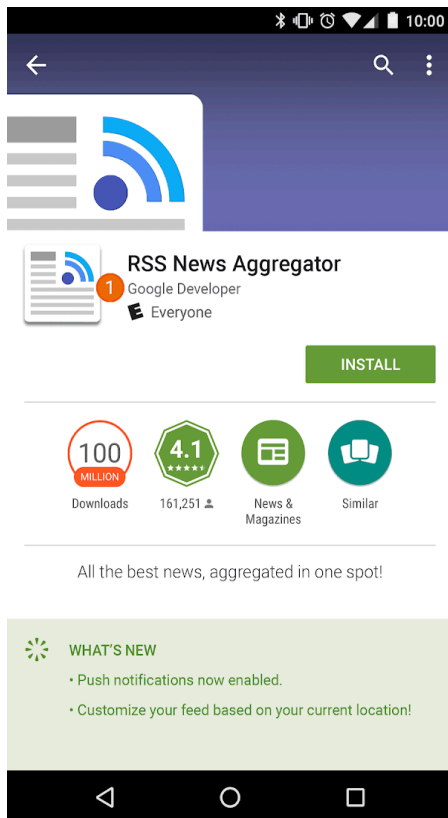 10:00
RSS News Aggregator
1
Google Developer
E Everyone
INSTALL
100
MILLION
Downloads
4.1
161,251
News &
Magazines
Similar
All the best news, aggregated in one spot!
WHAT'S NEW
• Push notifications now enabled.
• Customize your feed based on your current location!